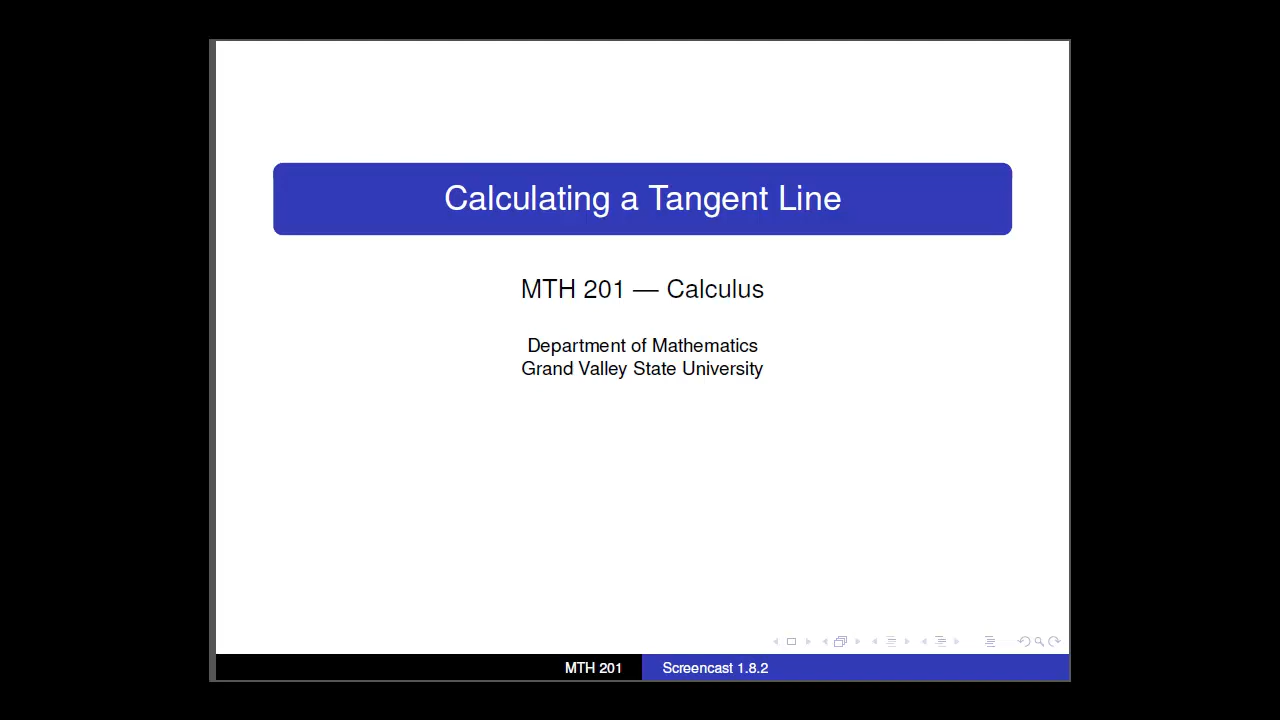 Calculating a Tangent Line
MTH 201 — Calculus
Department of Mathematics
Grand Valley State University
MTH 201
Screencast 1.8.2